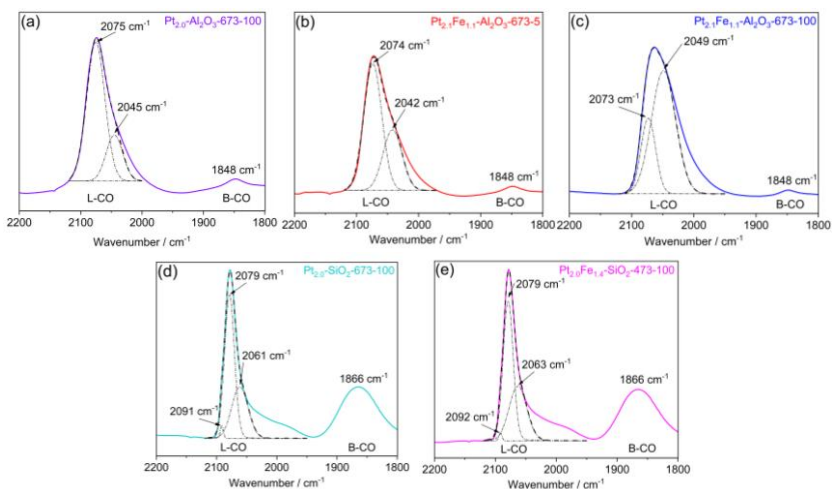 (a) Pt2.0-Al2O3-673-100
2075 cm-1
2045 cm-1
1848 cm-1
L-CO B-CO
2200 2100 2000 1900 1800
Wavenumber / cm-1
(b) Pt2.1Fe1.1-Al2O3-673-5
2074 cm-1
2042 cm-1
1848 cm-1
L-CO B-CO
2200 2100 2000 1900 1800
Wavenumber / cm-1
(c) Pt2.1Fe1.1-Al2O3-673-100
2049 cm-1
2073 cm-1
1848 cm-1
L-CO B-CO
2200 2100 2000 1900 1800
Wavenumber / cm-1
(d) Pt2.0-SiO2-673-100
2079 cm-1
2061 cm-1
1866 cm-1
2091 cm-1
L-CO B-CO
2200 2100 2000 1900 1800
Wavenumber / cm-1
(e) Pt2.0Fe1.4-SiO2-473-100
2079 cm-1
2063 cm-1
1866 cm-1
2092 cm-1
L-CO B-CO
2200 2100 2000 1900 1800
Wavenumber / cm-1